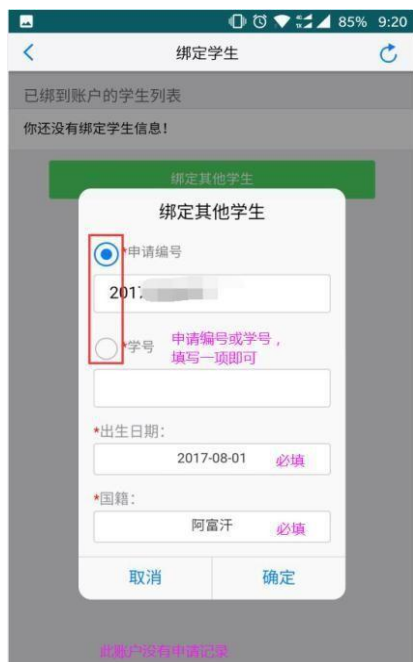 85% 9:20
绑定学生
已绑到账户的学生列表
你还没有绑定学生信息!
绑定其他学生
绑定其他学生
*申请编号
201
*学号
申请编号或学号，
填写一项即可
*出生日期:
2017-08-01 必填
*国籍:
阿富汗 必填
取消 确定
此账户没有申请记录